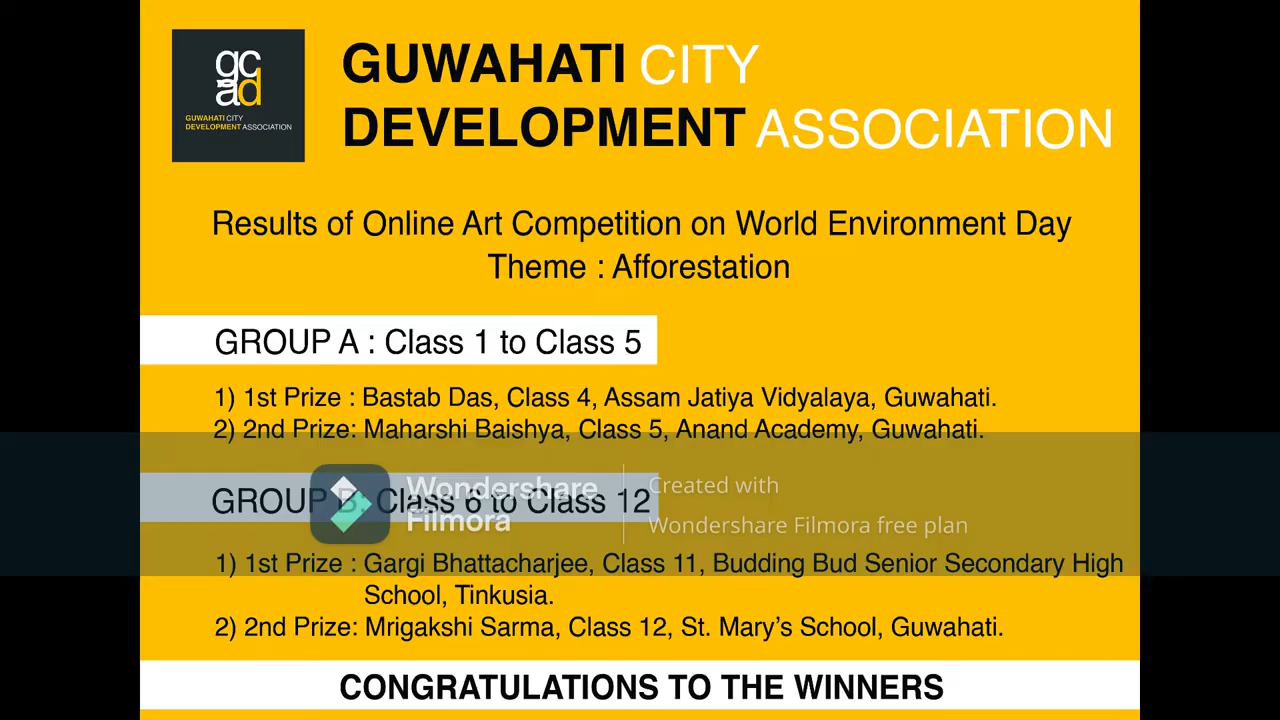 gc
ad
GUWAHATI CITY
DEVELOPMENT ASSOCIATION
GUWAHATI CITY
DEVELOPMENT ASSOCIATION
Results of Online Art Competition on World Environment Day
Theme : Afforestation
GROUP A : Class 1 to Class 5
1) 1st Prize : Bastab Das, Class 4, Assam Jatiya Vidyalaya, Guwahati.
2) 2nd Prize: Maharshi Baishya, Class 5, Anand Academy, Guwahati.
GROUP B: Class 6 to Class 12
Wondershare
Filmora
Created with
Wondershare Filmora free plan
1) 1st Prize : Gargi Bhattacharjee, Class 11, Budding Bud Senior Secondary High
School, Tinkusia.
2) 2nd Prize: Mrigakshi Sarma, Class 12, St. Mary's School, Guwahati.
CONGRATULATIONS TO THE WINNERS